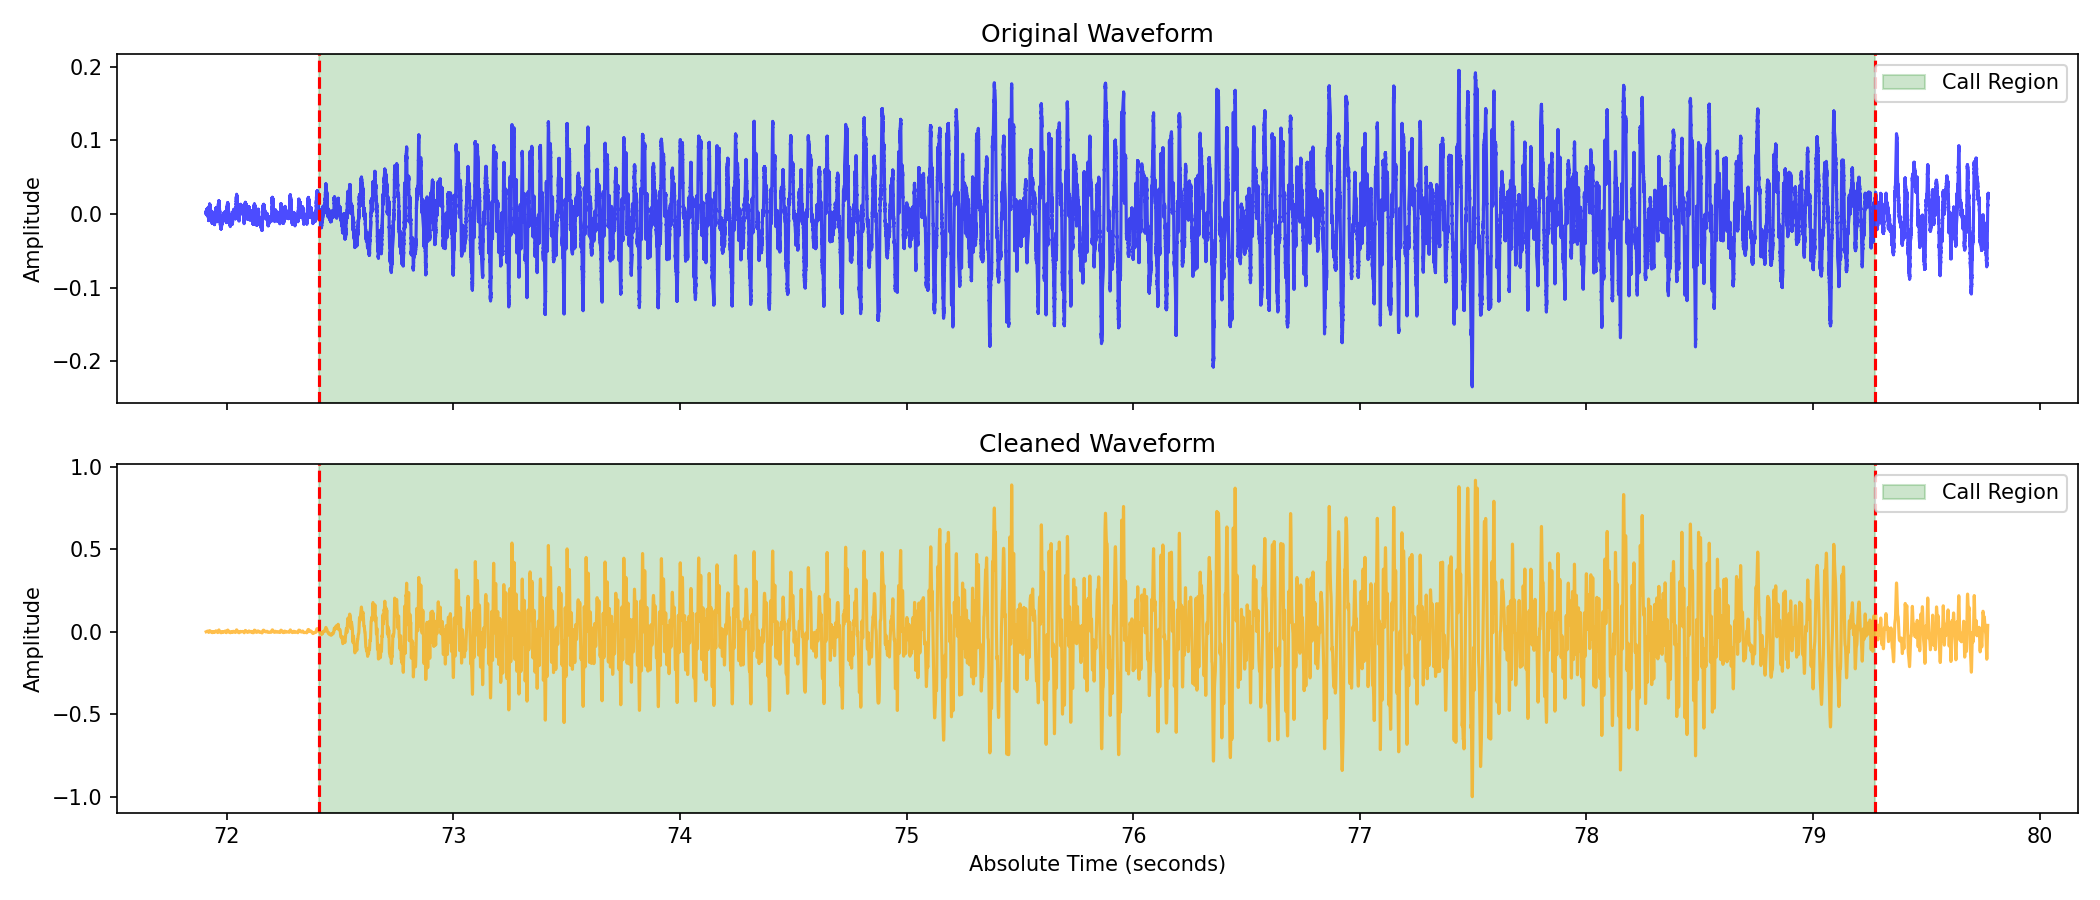 Original Waveform
Call Region
Amplitude
0.2
0.1
0.0
−0.1
−0.2
Cleaned Waveform
Call Region
Amplitude
1.0
0.5
0.0
−0.5
−1.0
72 73 74 75 76 77 78 79 80
Absolute Time (seconds)